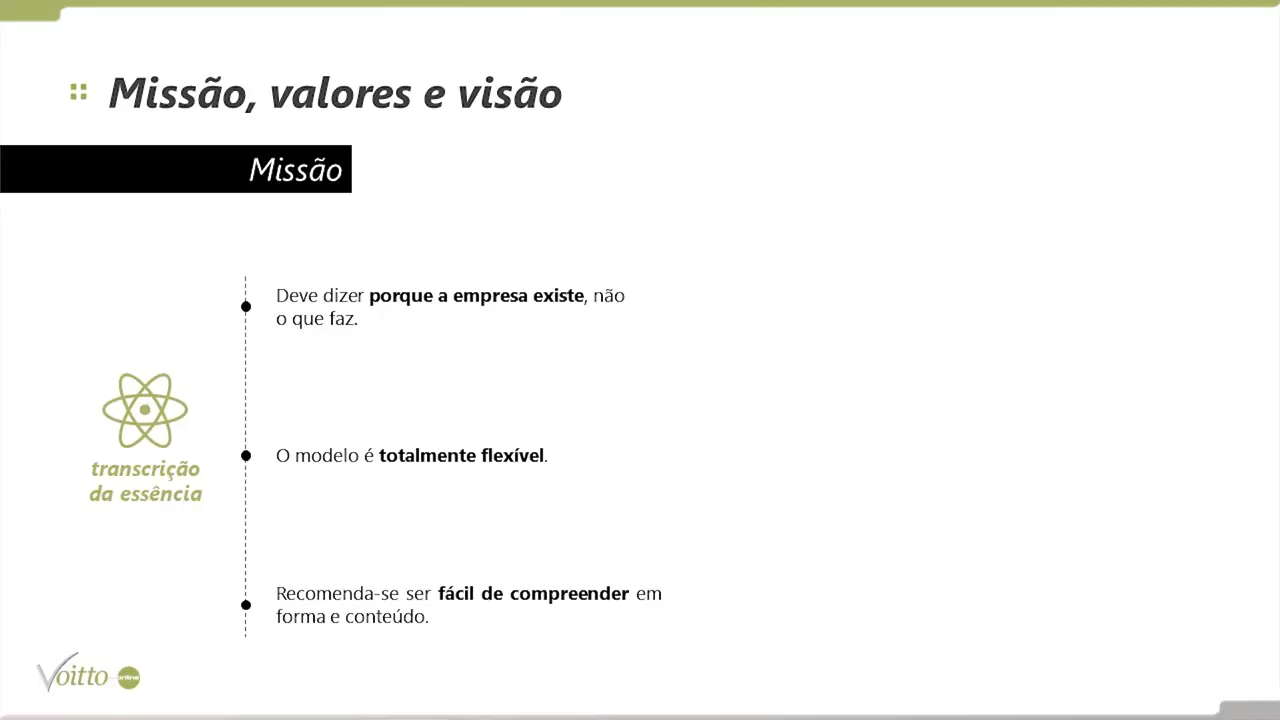 Missão, valores e visão
Missão
Deve dizer porque a empresa existe, não
o que faz.
transcrição
da essência
O modelo é totalmente flexível.
Recomenda-se ser fácil de compreender em
forma e conteúdo.
Voitto online